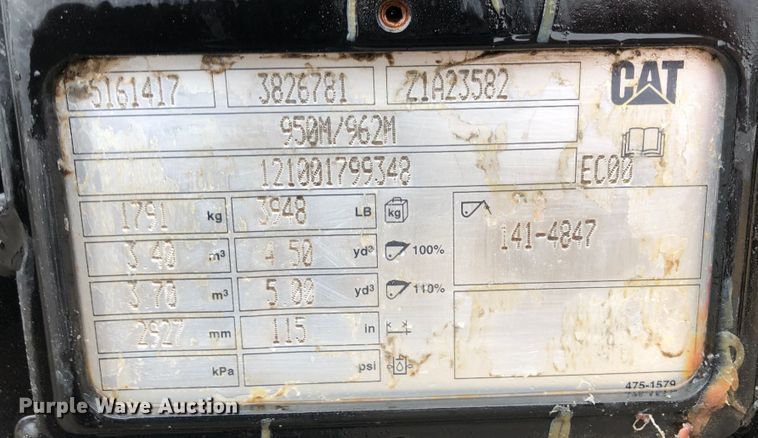 5161417 3826781 Z1A23582 CAT
950M/962M
121001799348 EC00
1791 kg 3948 LB kg
3.40 m³ 4.50 yd³ 100% 141-4847
3.70 m³ 5.00 yd³ 110%
2927 mm 115 in
kPa psi
475-1579
Purple Wave Auction